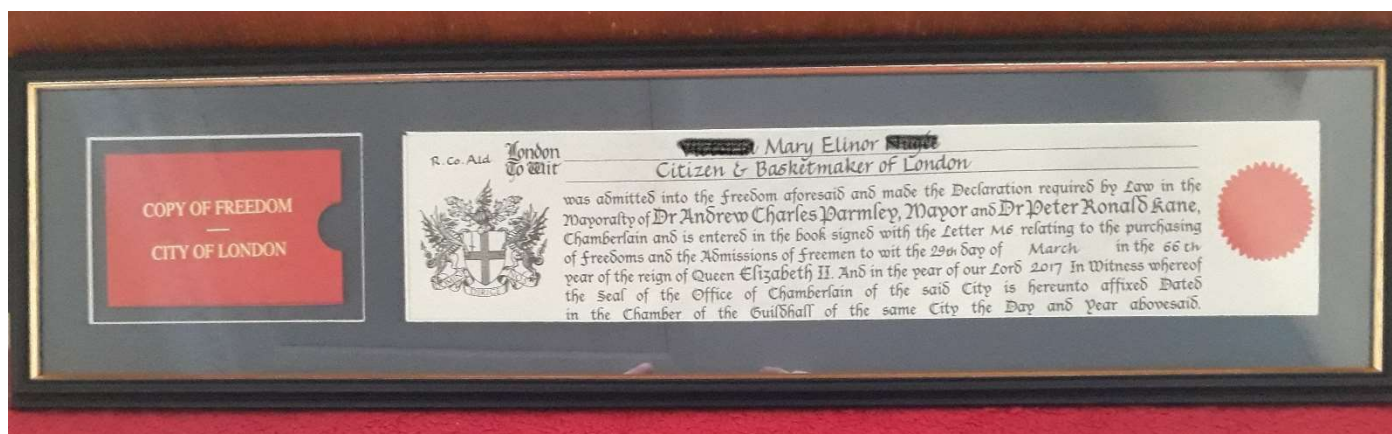 COPY OF FREEDOM
CITY OF LONDON
R. Co. Ald
London
To Wit
Mary Elinor
Citizen & Basketmaker of London
was admitted into the freedom aforesaid and made the Declaration required by Law in the
Mayoralty of Dr Andrew Charles Parmley, Mayor and Dr Peter Ronald Kane,
Chamberlain and is entered in the book signed with the Letter M6 relating to the purchasing
of freedoms and the Admissions of freemen to wit the 29th day of March in the 66th
year of the reign of Queen Elizabeth II. And in the year of our Lord 2017 In Witness whereof
the Seal of the Office of Chamberlain of the said City is hereunto affixed Dated
in the Chamber of the Guildhall of the same City the Day and Year abovesaid.